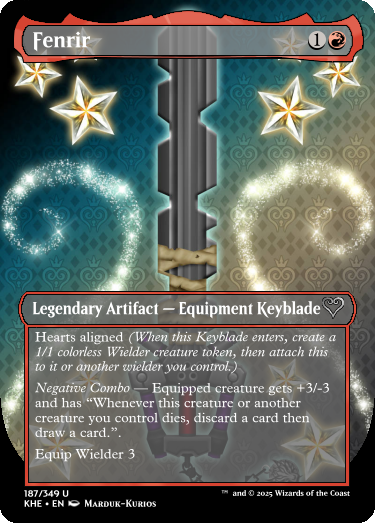 Fenrir 1
Legendary Artifact — Equipment Keyblade
Hearts aligned (When this Keyblade enters, create a
1/1 colorless Wielder creature token, then attach this
to it or another wielder you control.)
Negative Combo — Equipped creature gets +3/-3
and has “Whenever this creature or another
creature you control dies, discard a card then
draw a card.”.
Equip Wielder 3
187/349 U
KHE • EN Marduk-Kurios
™ and © 2025 Wizards of the Coast